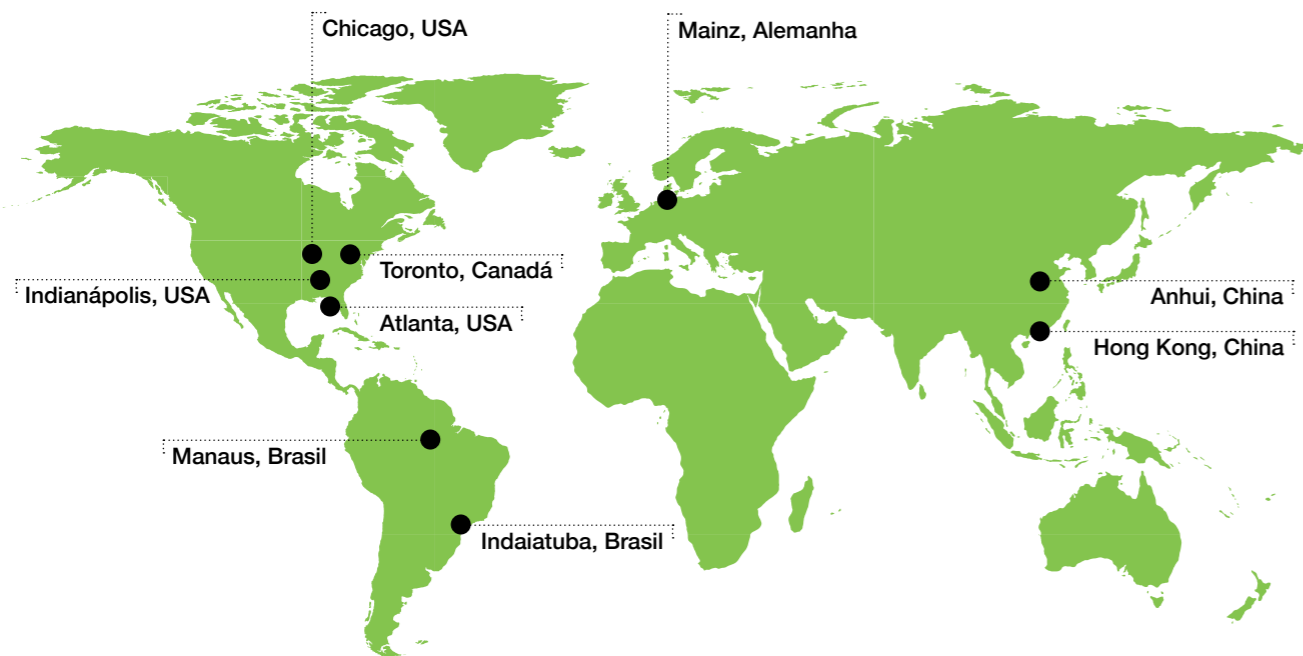 Chicago, USA
Mainz, Alemanha
Toronto, Canadá
Indianápolis, USA
Anhui, China
Atlanta, USA
Hong Kong, China
Manaus, Brasil
Indaiatuba, Brasil